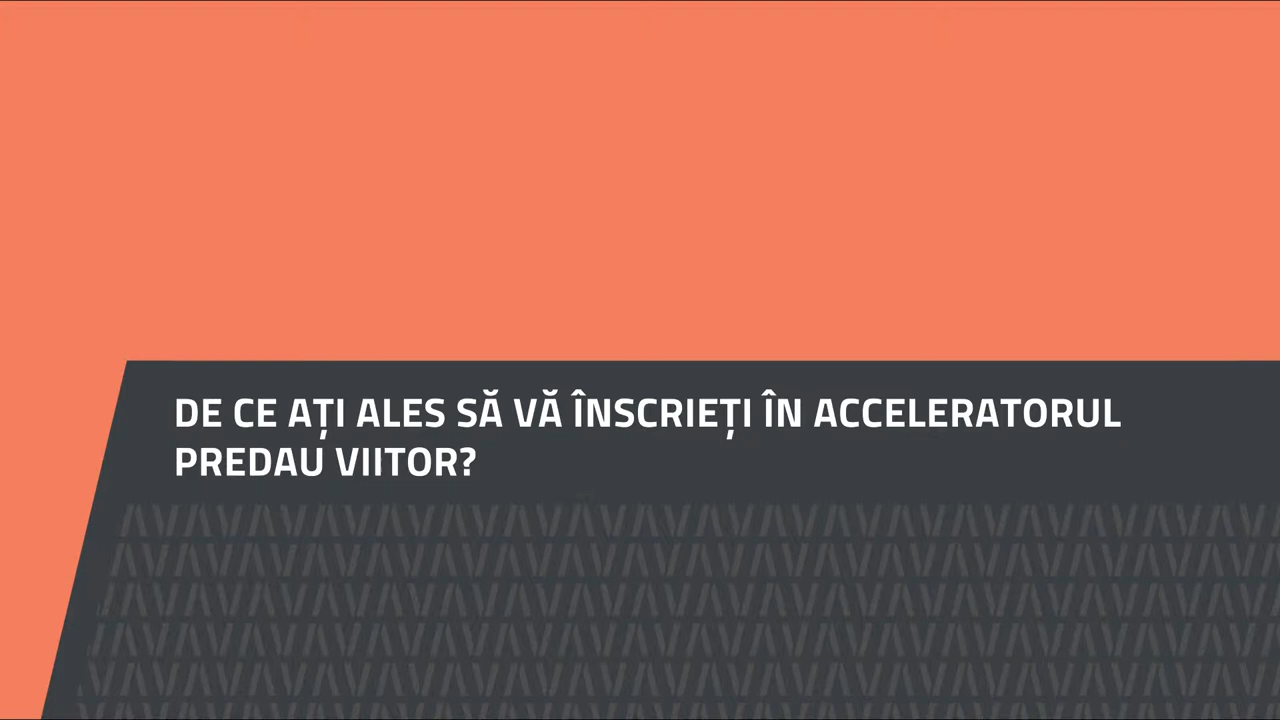 DE CE AȚI ALES SĂ VĂ ÎNSCRIEȚI ÎN ACCELERATORUL
PREDAU VIITOR?